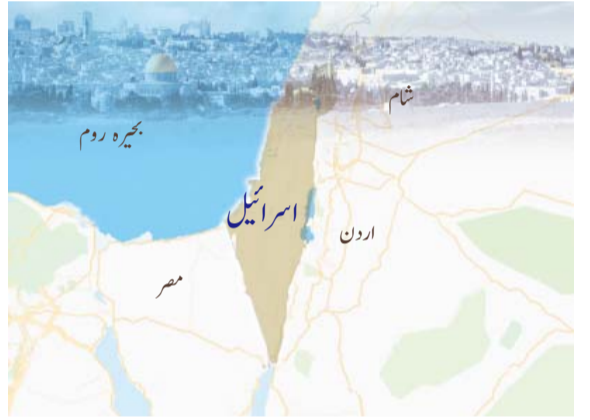 شام
بحیرہ روم
اسرائیل
اردن
مصر